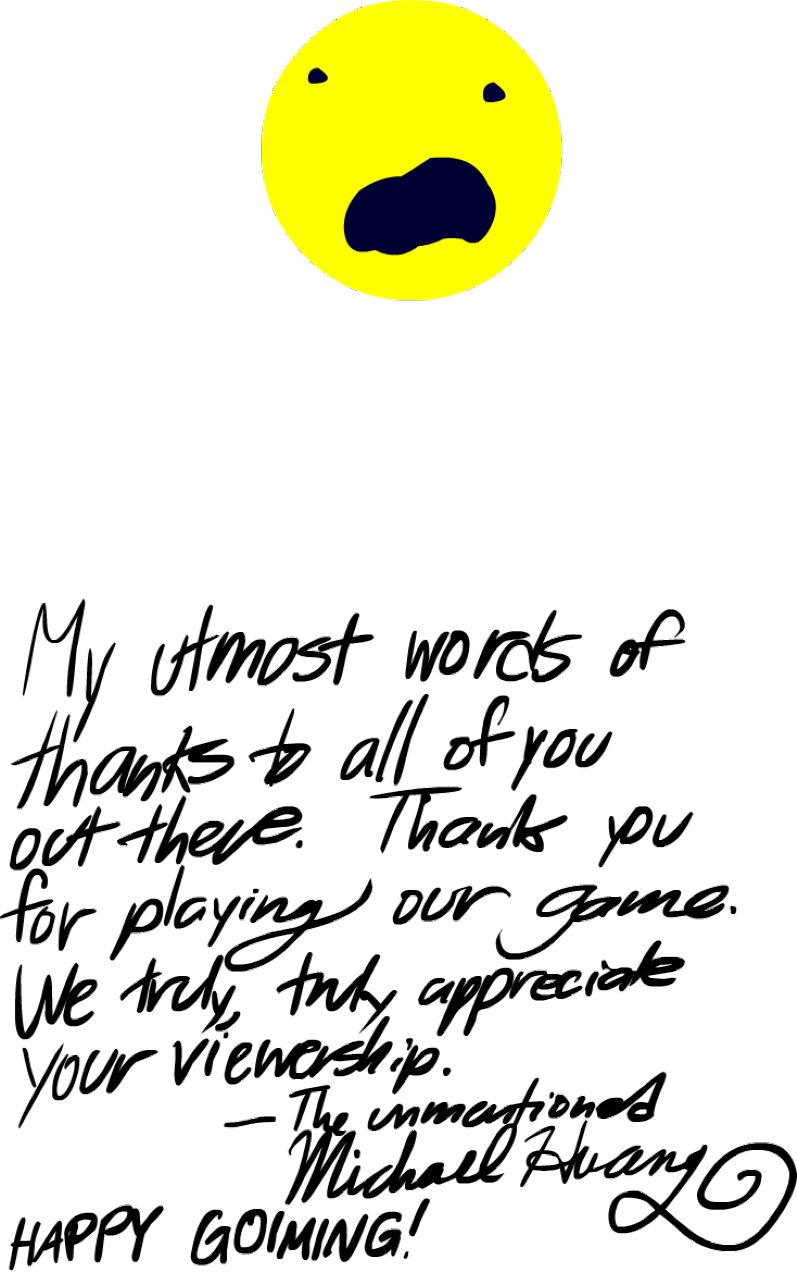 My utmost words of
thanks to all of you
out there. Thanks you
for playing our game.
We truly, truly appreciate
your viewership.
— The unmentioned
Michael Huang
HAPPY GOIMING!